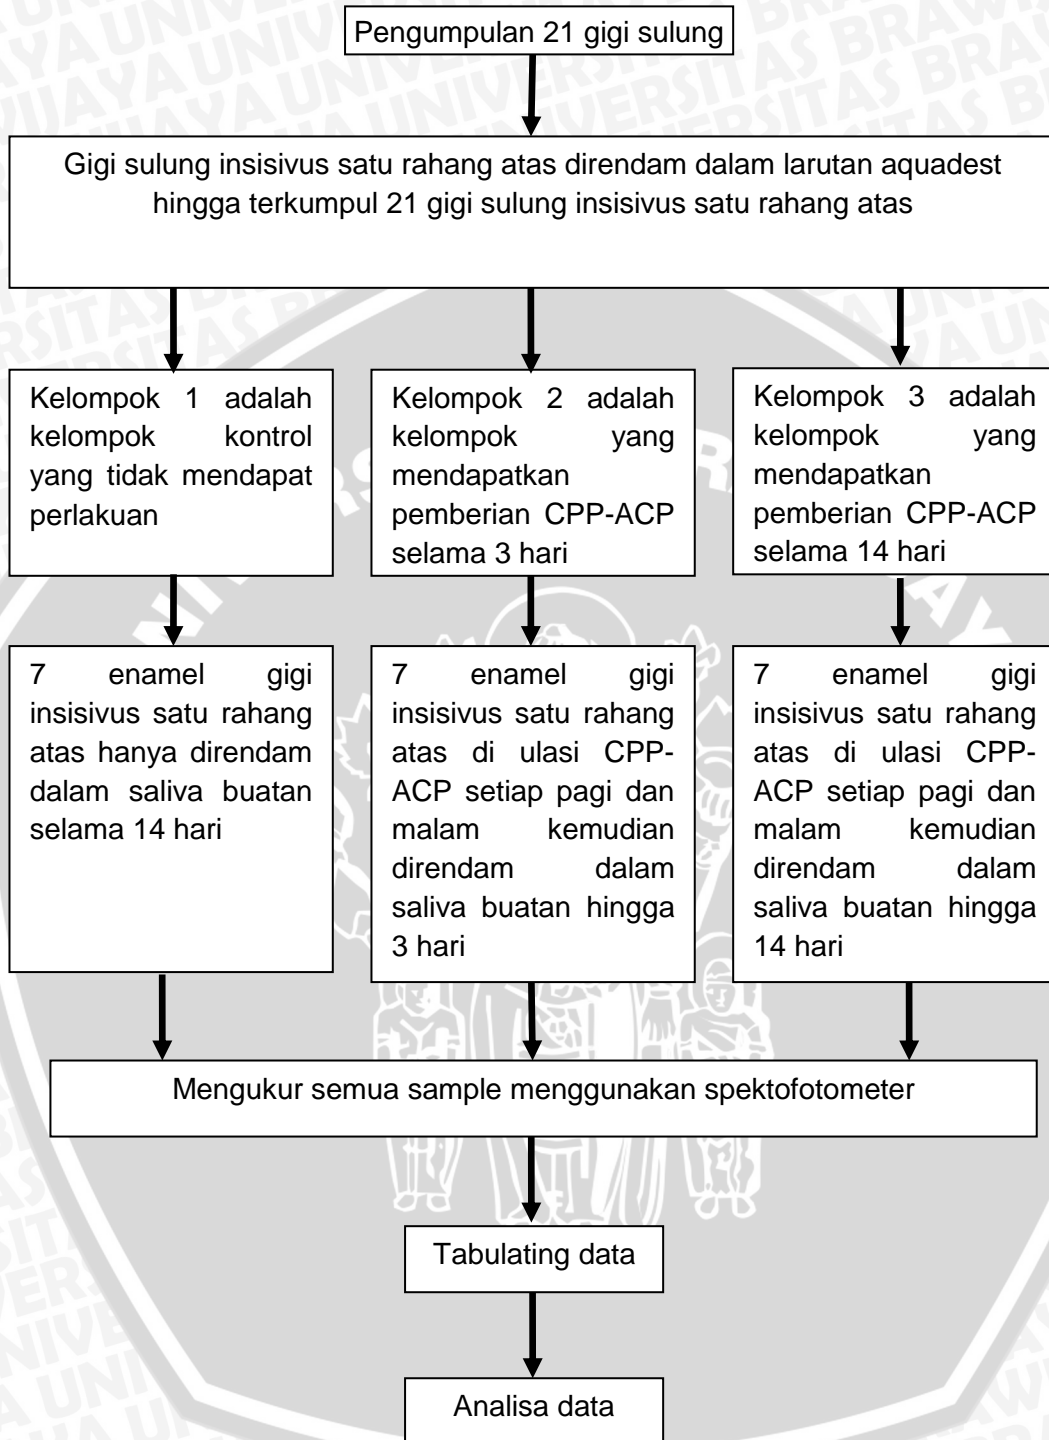 Pengumpulan 21 gigi sulung
Gigi sulung insisivus satu rahang atas direndam dalam larutan aquadest
hingga terkumpul 21 gigi sulung insisivus satu rahang atas
Kelompok 1 adalah
kelompok kontrol
yang tidak mendapat
perlakuan
Kelompok 2 adalah
kelompok yang
mendapatkan
pemberian CPP-ACP
selama 3 hari
Kelompok 3 adalah
kelompok yang
mendapatkan
pemberian CPP-ACP
selama 14 hari
7 enamel gigi
insisivus satu rahang
atas hanya direndam
dalam saliva buatan
selama 14 hari
7 enamel gigi
insisivus satu rahang
atas di ulasi CPP-
ACP setiap pagi dan
malam kemudian
direndam dalam
saliva buatan hingga
3 hari
7 enamel gigi
insisivus satu rahang
atas di ulasi CPP-
ACP setiap pagi dan
malam kemudian
direndam dalam
saliva buatan hingga
14 hari
Mengukur semua sample menggunakan spektofotometer
Tabulating data
Analisa data